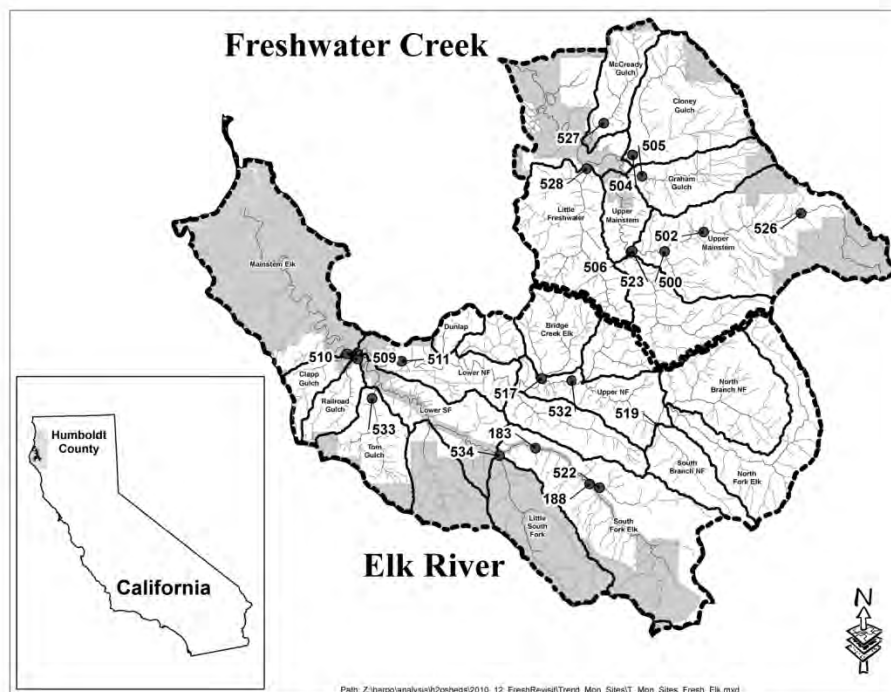 Freshwater Creek
McCready
Gulch
Cloney
Gulch
527
505
528
504
Graham
Gulch
Little
Freshwater
Upper
Mainstem
502
Upper
Mainstem
526
506
523
500
Mainstem Elk
Dunlap
Bridge
Creek Elk
510
509
511
Clapp
Gulch
Lower NF
517
Upper NF
North
Branch NF
Railroad
Gulch
Lower SF
532
519
533
183
Tom
Gulch
534
522
188
South
Branch NF
North
Fork Elk
Little
South
Fork
South
Fork Elk
Elk River
Humboldt
County
California
N